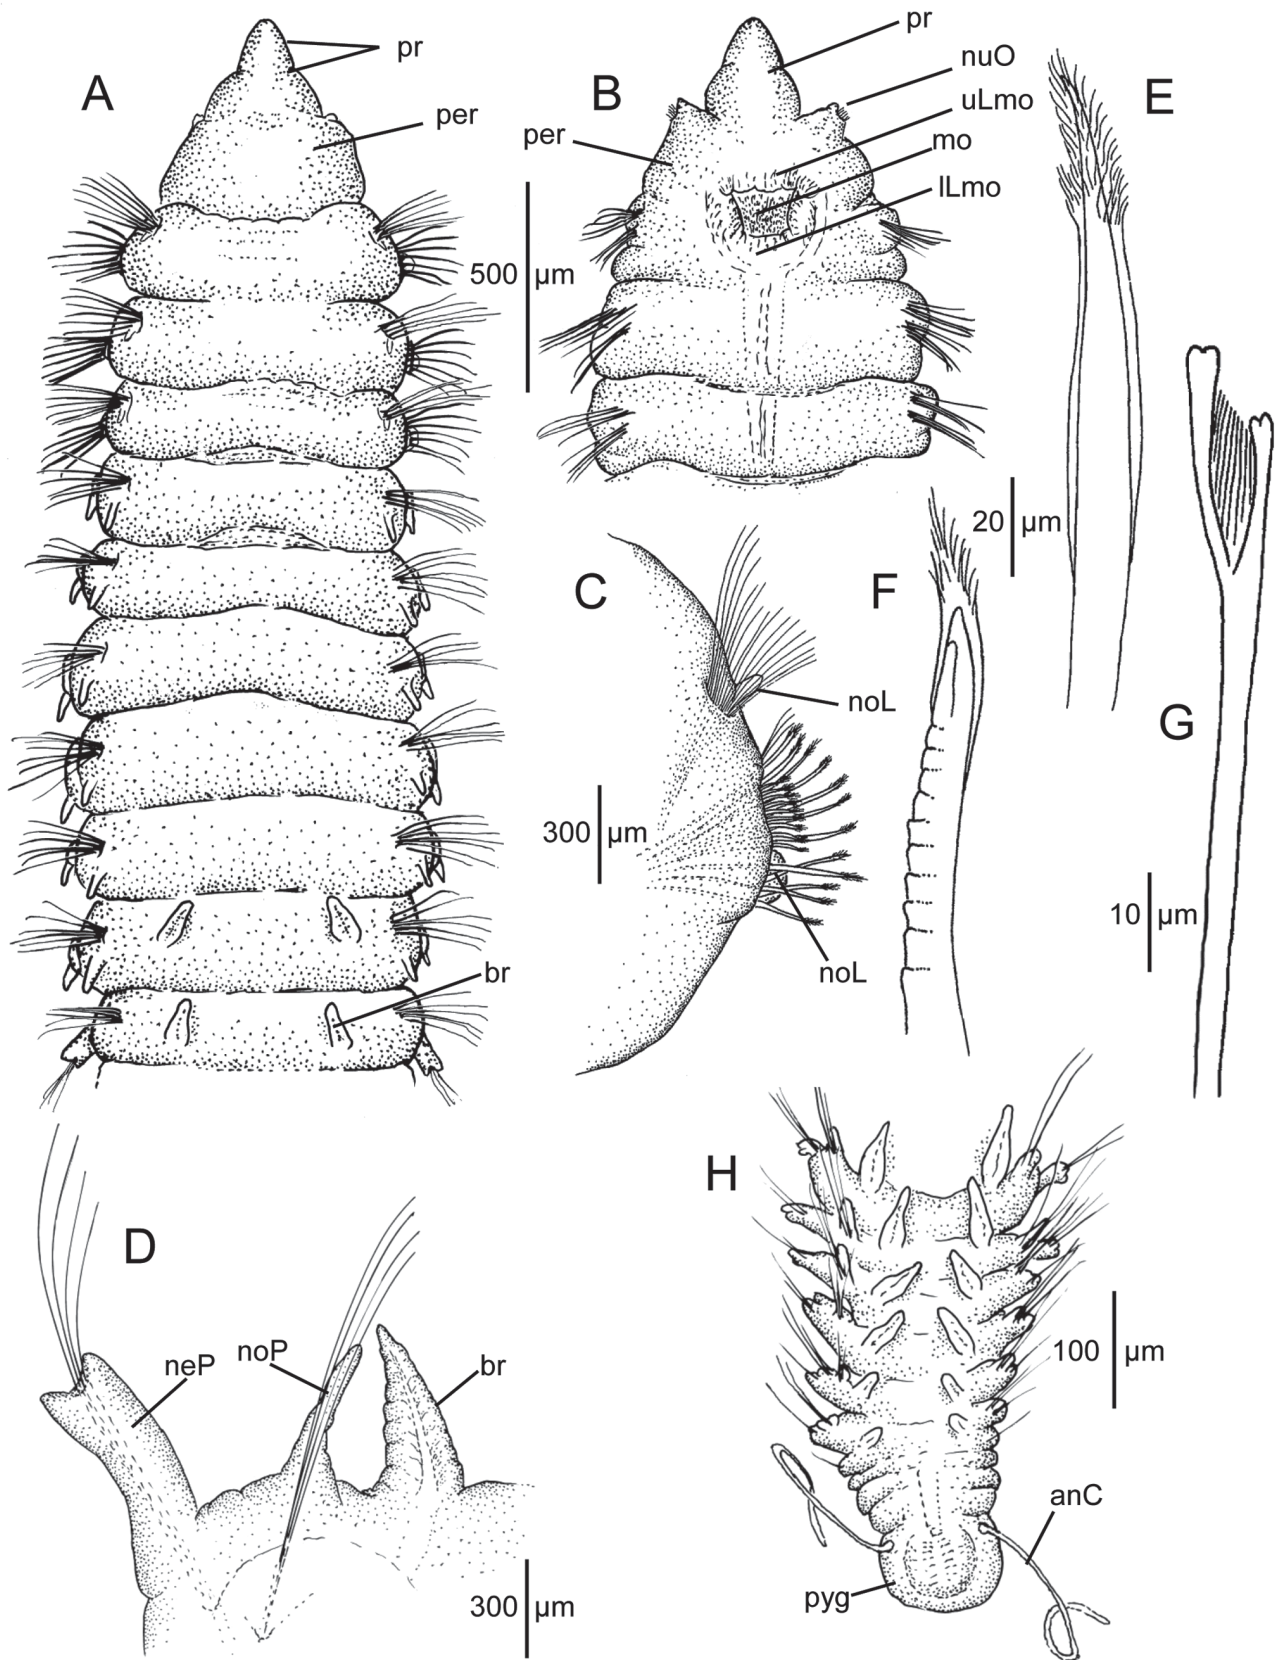 A
pr
per
500 µm
br
B
pr
nuO
uLmo
mo
lLmo
per
E
20 µm
C
noL
300 µm
noL
F
G
10 µm
D
neP
noP
br
300 µm
H
100 µm
anC
pyg